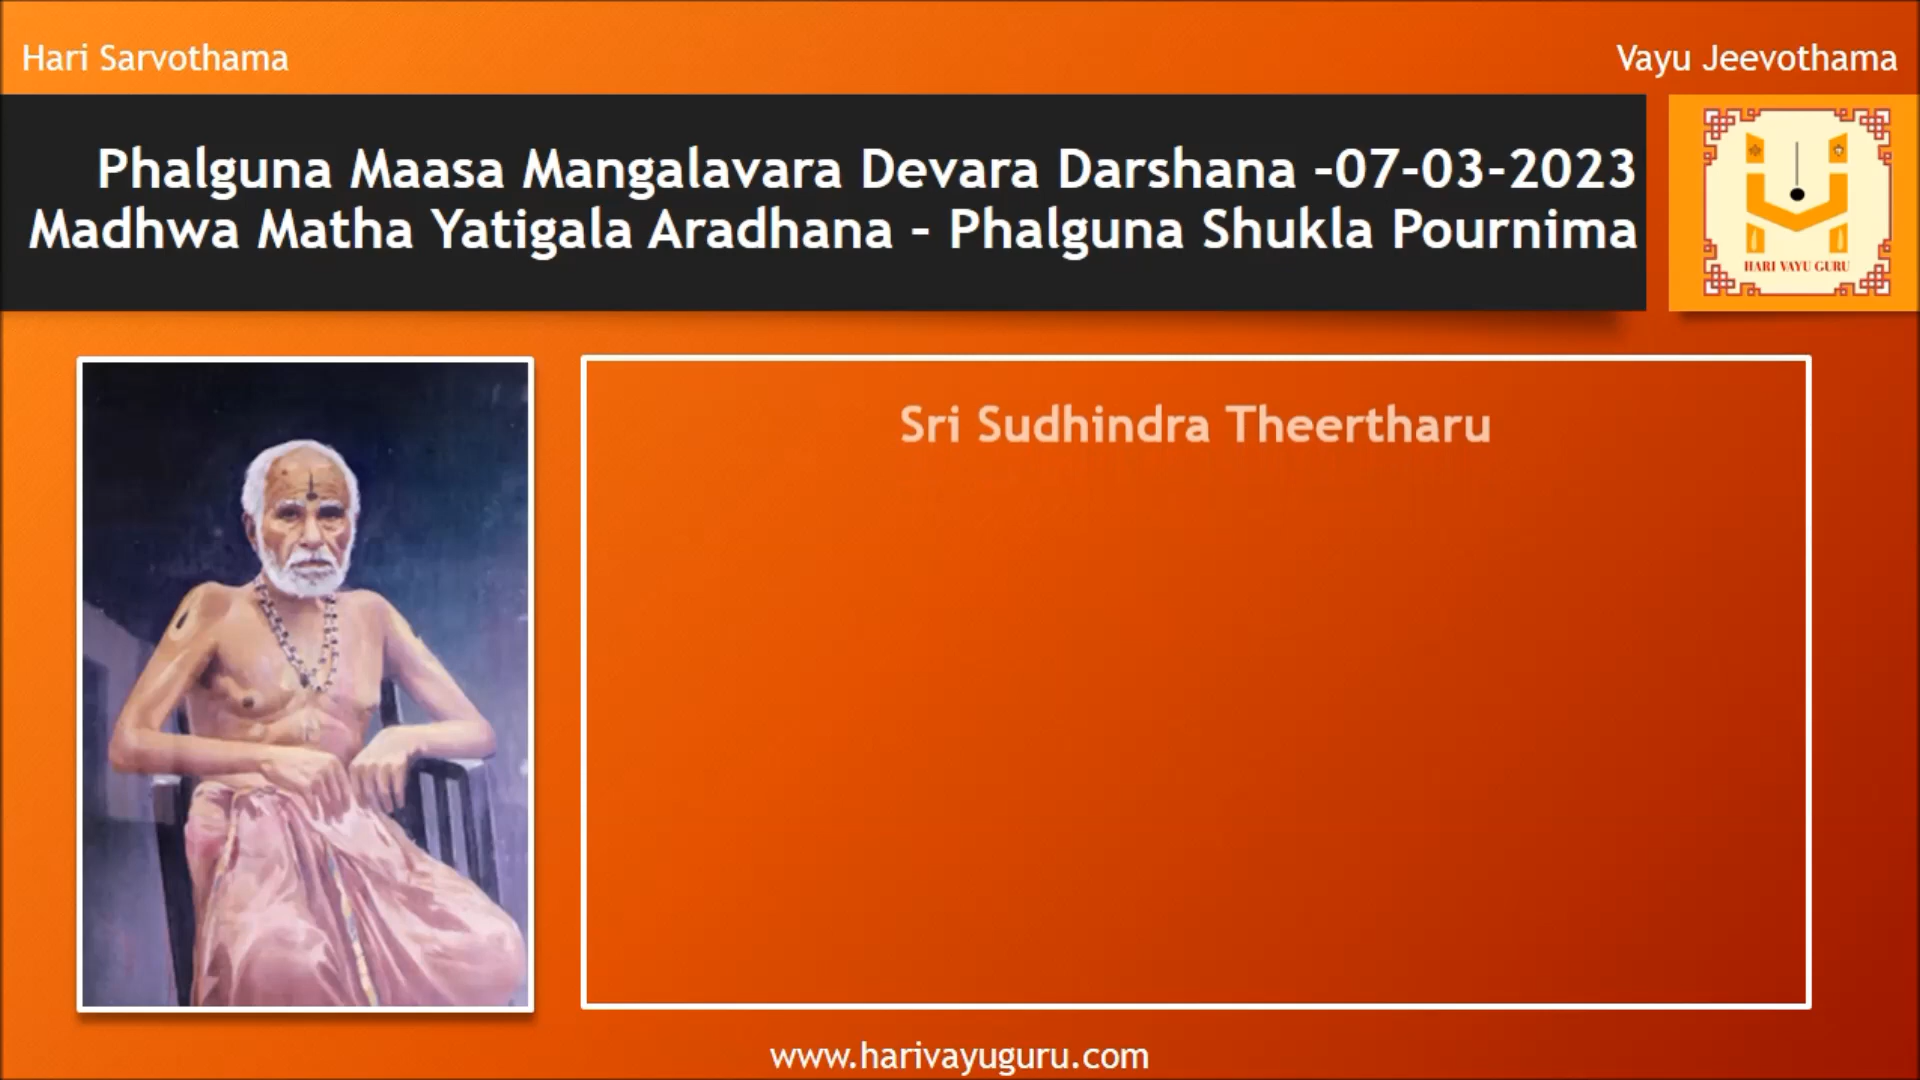 Hari Sarvothama
Vayu Jeevothama
Phalguna Maasa Mangalavara Devara Darshana -07-03-2023
Madhwa Matha Yatigala Aradhana - Phalguna Shukla Pournima
HARI VAYU GURU
Sri Sudhindra Theertharu
www.harivayuguru.com